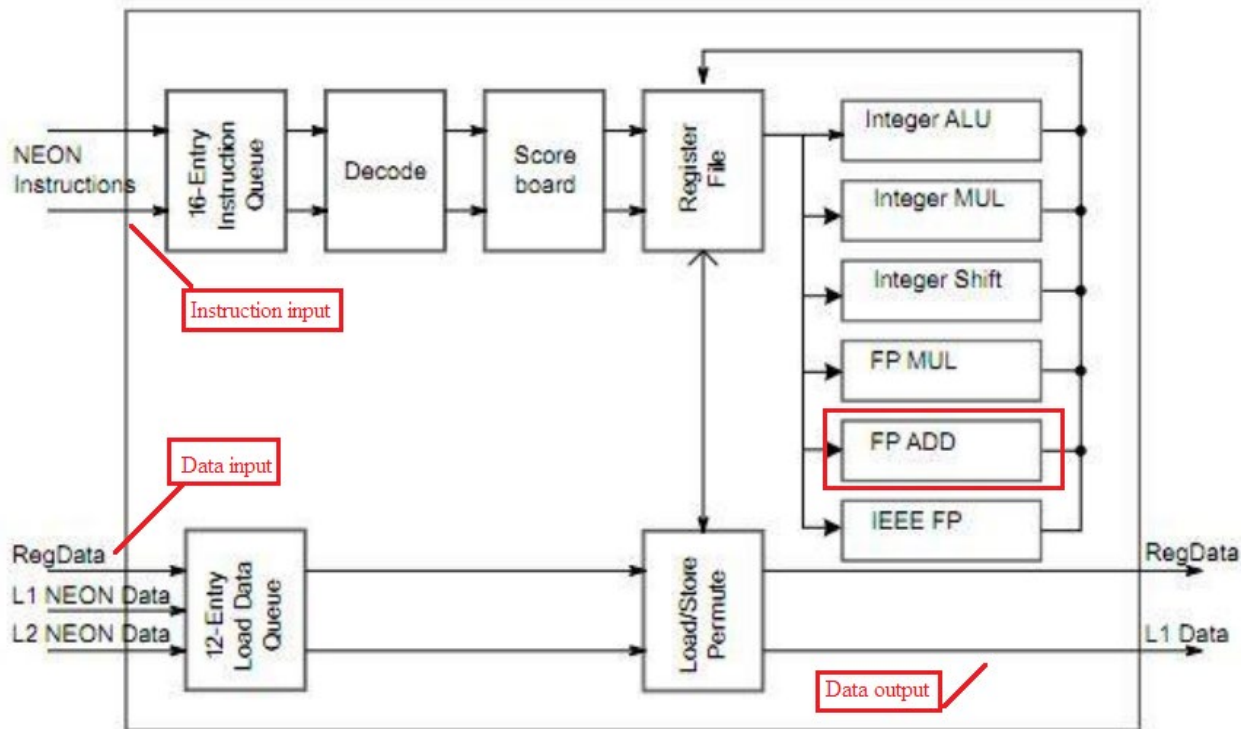 NEON
Instructions
16-Entry
Instruction
Queue
Decode
Score
board
Register
File
Integer ALU
Integer MUL
Integer Shift
FP MUL
FP ADD
IEEE FP
Instruction input
Data input
RegData
L1 NEON Data
L2 NEON Data
12-Entry
Load Data
Queue
Load/Store
Permute
RegData
L1 Data
Data output